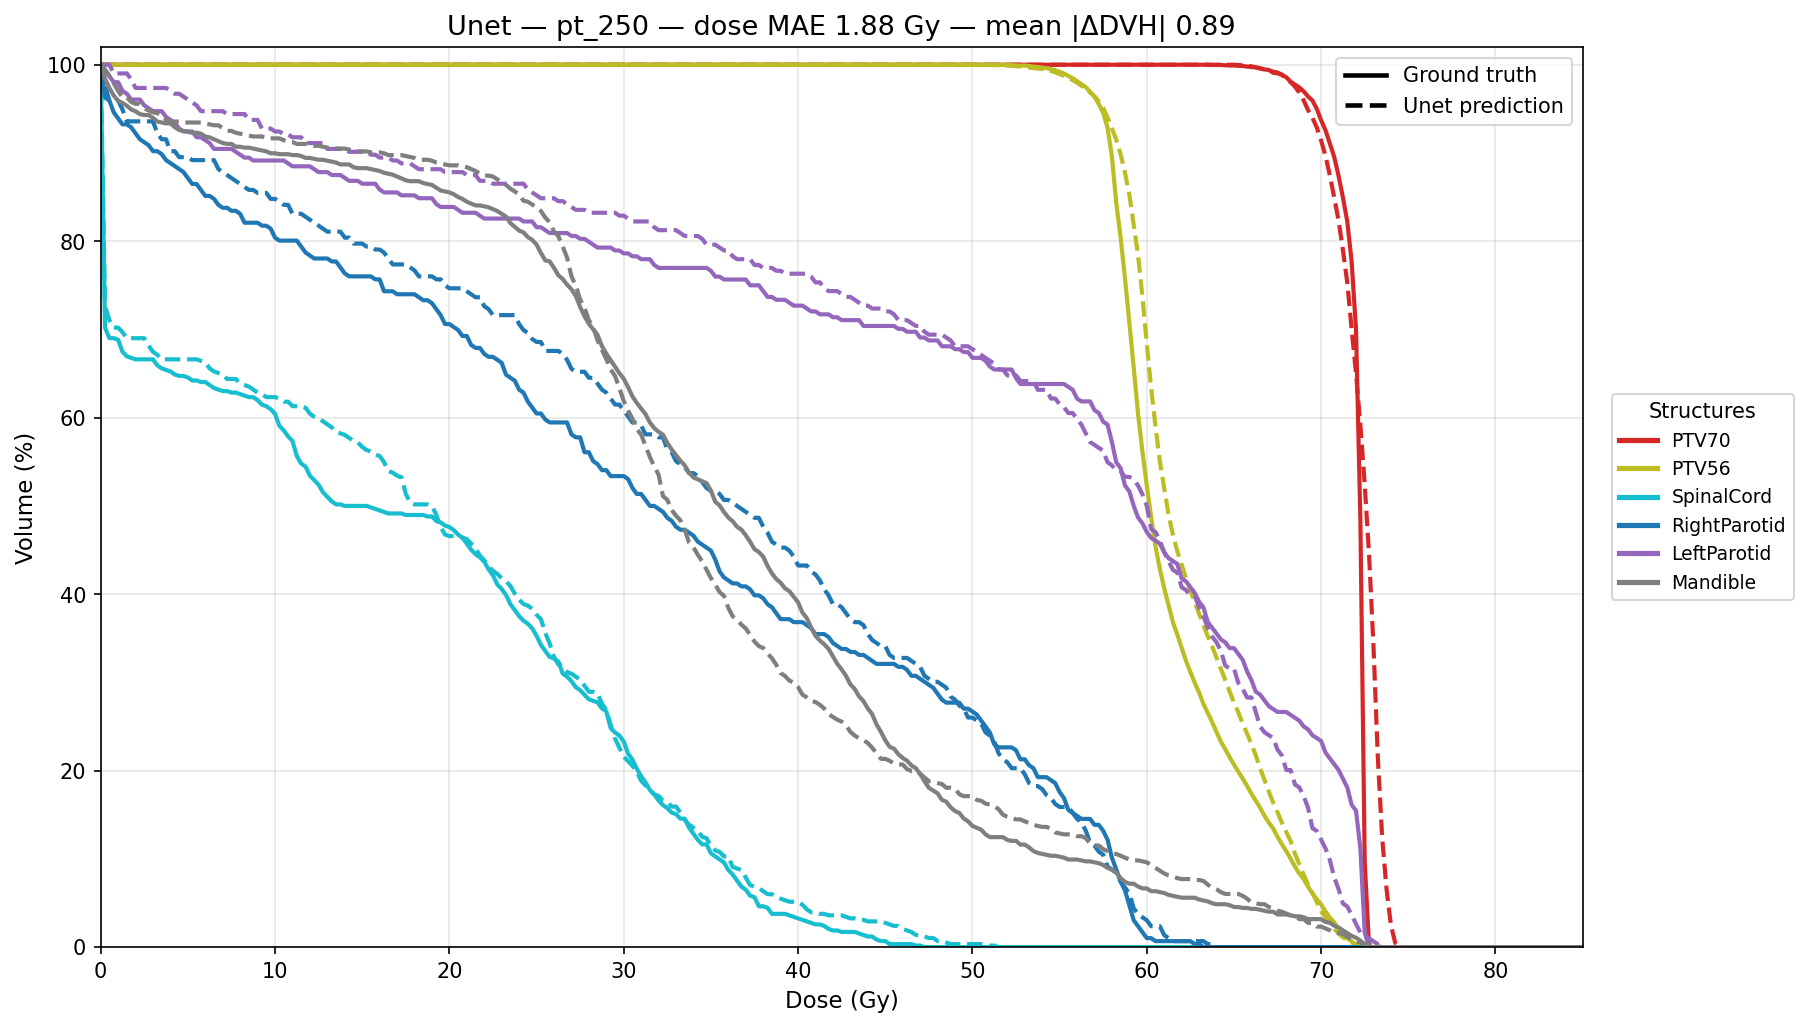 Unet — pt_250 — dose MAE 1.88 Gy — mean |ΔDVH| 0.89
Ground truth
Unet prediction
Volume (%)
100
80
60
40
20
0
0 10 20 30 40 50 60 70 80
Dose (Gy)
Structures
PTV70
PTV56
SpinalCord
RightParotid
LeftParotid
Mandible